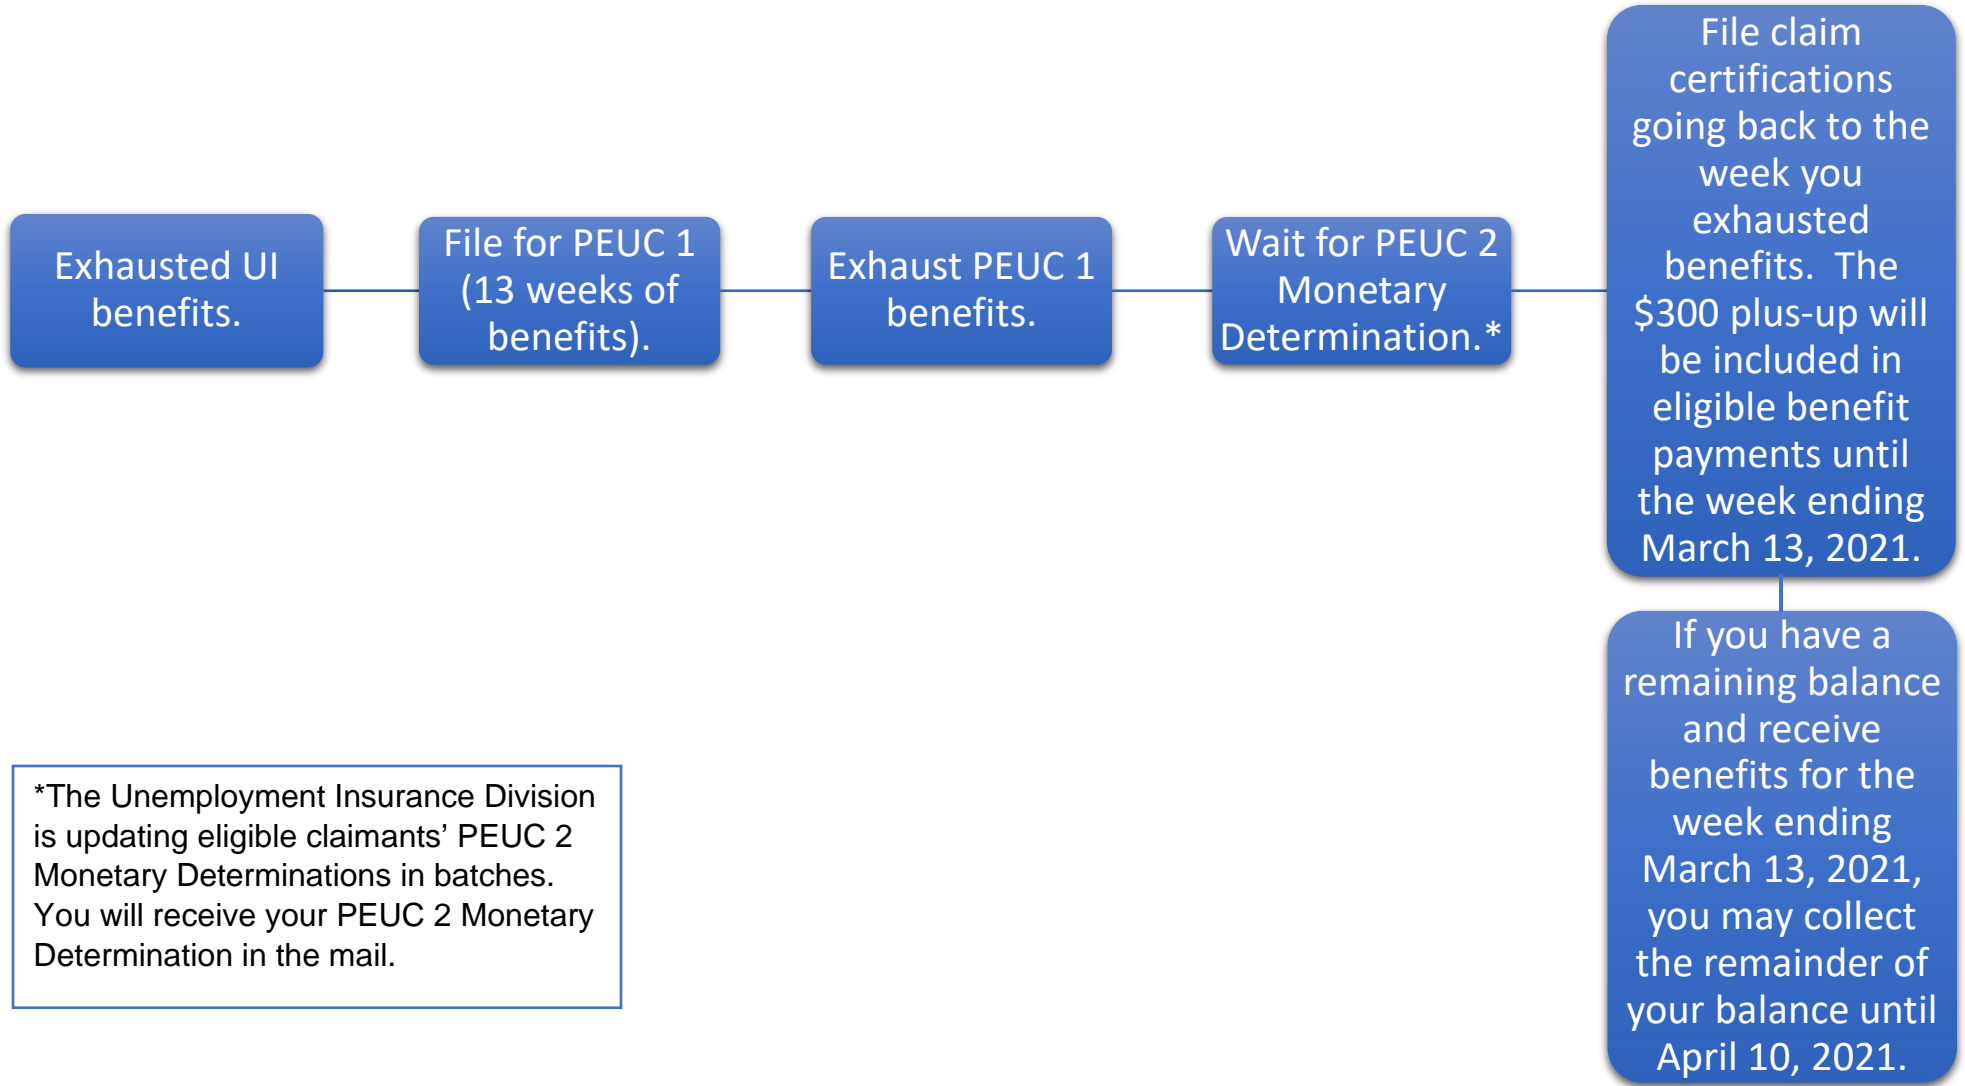 Exhausted UI
benefits.
File for PEUC 1
(13 weeks of
benefits).
Exhaust PEUC 1
benefits.
Wait for PEUC 2
Monetary
Determination.*
File claim
certifications
going back to the
week you
exhausted
benefits.  The
$300 plus-up will
be included in
eligible benefit
payments until
the week ending
March 13, 2021.
If you have a
remaining balance
and receive
benefits for the
week ending
March 13, 2021,
you may collect
the remainder of
your balance until
April 10, 2021.
*The Unemployment Insurance Division
is updating eligible claimants’ PEUC 2
Monetary Determinations in batches.
You will receive your PEUC 2 Monetary
Determination in the mail.